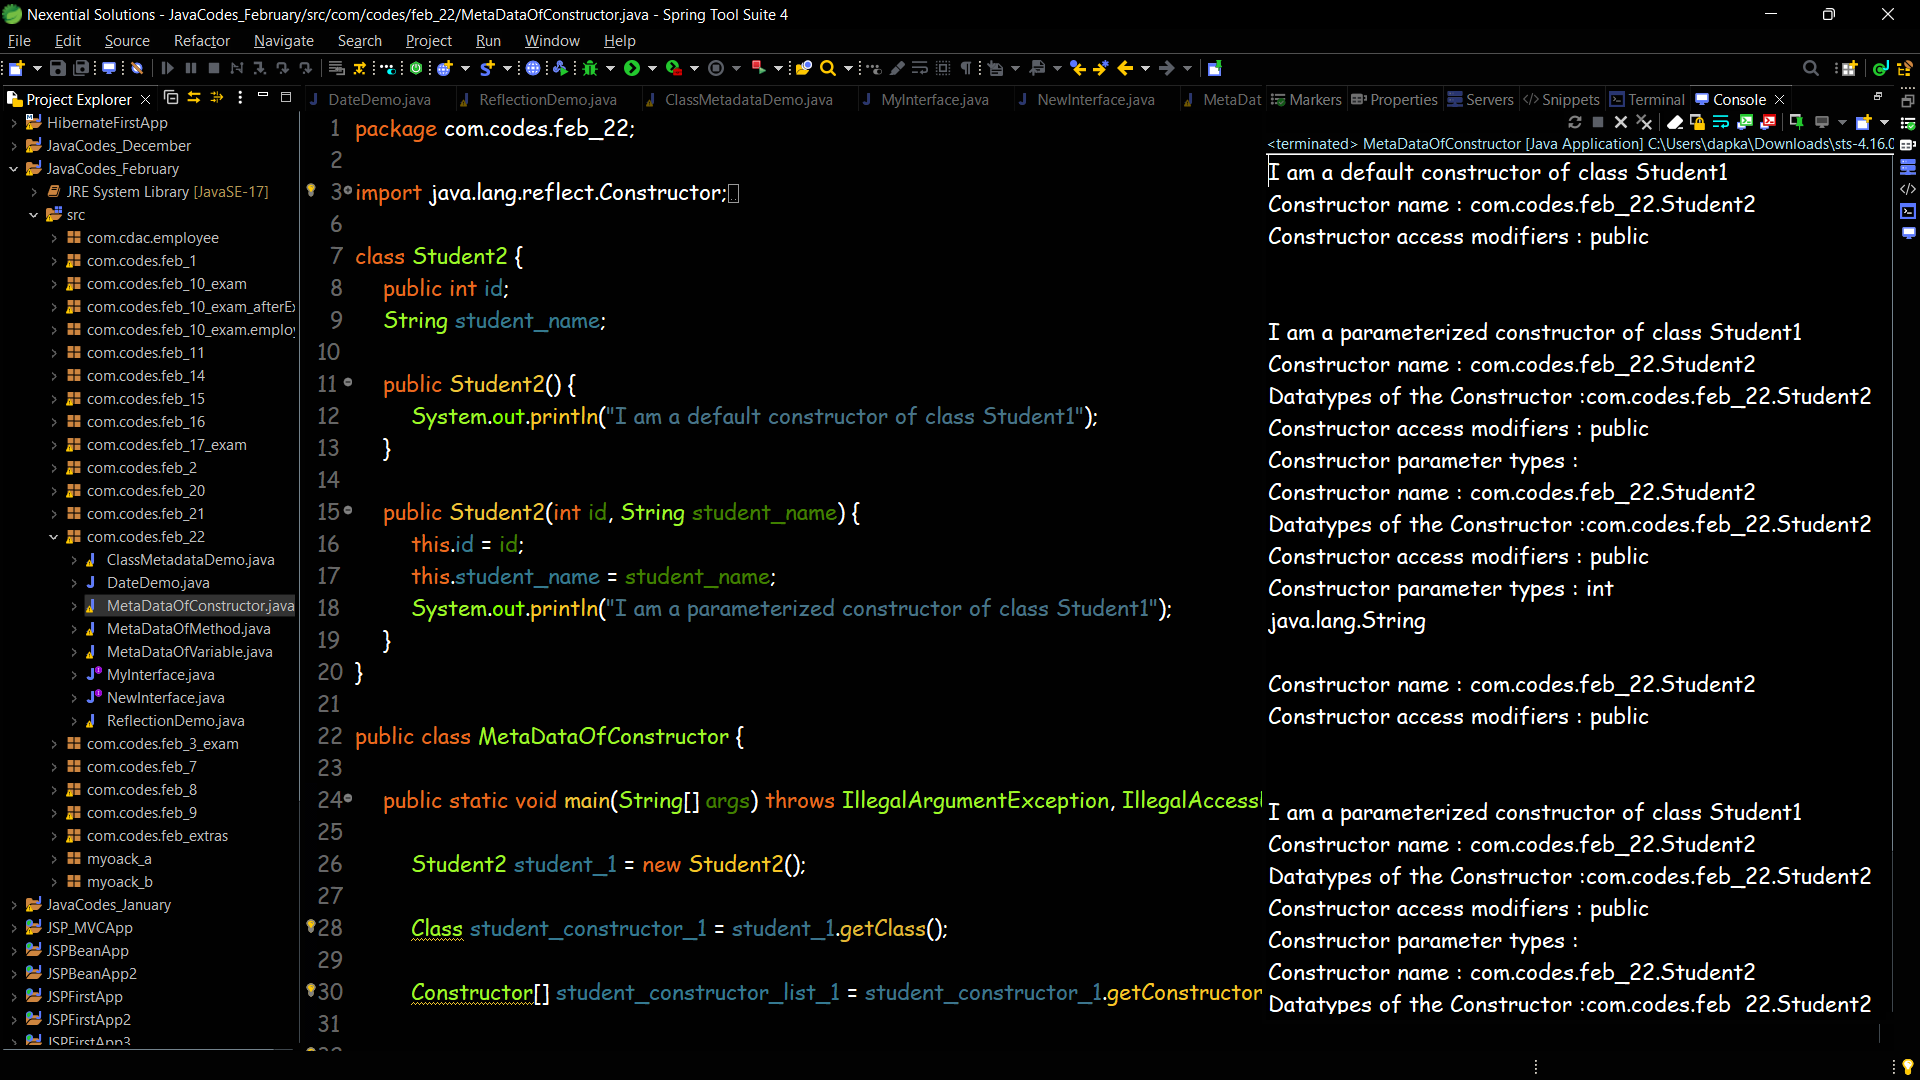 Nexential Solutions - JavaCodes_February/src/com/codes/feb_22/MetaDataOfConstructor.java - Spring Tool Suite 4
File Edit Source Refactor Navigate Search Project Run Window Help
Project Explorer
HibernateFirstApp
JavaCodes_December
JavaCodes_February
JRE System Library [JavaSE-17]
src
com.cdac.employee
com.codes.feb_1
com.codes.feb_10_exam
com.codes.feb_10_exam_afterE
com.codes.feb_10_exam.emplo
com.codes.feb_11
com.codes.feb_14
com.codes.feb_15
com.codes.feb_16
com.codes.feb_17_exam
com.codes.feb_2
com.codes.feb_20
com.codes.feb_21
com.codes.feb_22
ClassMetadataDemo.java
DateDemo.java
MetaDataOfConstructor.java
MetaDataOfMethod.java
MetaDataOfVariable.java
MyInterface.java
NewInterface.java
ReflectionDemo.java
com.codes.feb_3_exam
com.codes.feb_7
com.codes.feb_8
com.codes.feb_9
com.codes.feb_extras
myoack_a
myoack_b
JavaCodes_January
JSP_MVCApp
JSPBeanApp
JSPBeanApp2
JSPFirstApp
JSPFirstApp2
JSPFirstApp3
DateDemo.java ReflectionDemo.java ClassMetadataDemo.java MyInterface.java NewInterface.java MetaDat
1 package com.codes.feb_22;
2
3 import java.lang.reflect.Constructor;
6
7 class Student2 {
8 public int id;
9 String student_name;
10
11 public Student2() {
12 System.out.println("I am a default constructor of class Student1");
13 }
14
15 public Student2(int id, String student_name) {
16 this.id = id;
17 this.student_name = student_name;
18 System.out.println("I am a parameterized constructor of class Student1");
19 }
20 }
21
22 public class MetaDataOfConstructor {
23
24 public static void main(String[] args) throws IllegalArgumentException, IllegalAccess
25
26 Student2 student_1 = new Student2();
27
28 Class student_constructor_1 = student_1.getClass();
29
30 Constructor[] student_constructor_list_1 = student_constructor_1.getConstructor
31
Markers Properties Servers Snippets Terminal Console
<terminated> MetaDataOfConstructor [Java Application] C:\Users\dapka\Downloads\sts-4.16.0
I am a default constructor of class Student1
Constructor name : com.codes.feb_22.Student2
Constructor access modifiers : public
I am a parameterized constructor of class Student1
Constructor name : com.codes.feb_22.Student2
Datatypes of the Constructor :com.codes.feb_22.Student2
Constructor access modifiers : public
Constructor parameter types :
Constructor name : com.codes.feb_22.Student2
Datatypes of the Constructor :com.codes.feb_22.Student2
Constructor access modifiers : public
Constructor parameter types : int
java.lang.String
Constructor name : com.codes.feb_22.Student2
Constructor access modifiers : public
I am a parameterized constructor of class Student1
Constructor name : com.codes.feb_22.Student2
Datatypes of the Constructor :com.codes.feb_22.Student2
Constructor access modifiers : public
Constructor parameter types :
Constructor name : com.codes.feb_22.Student2
Datatypes of the Constructor :com.codes.feb_22.Student2